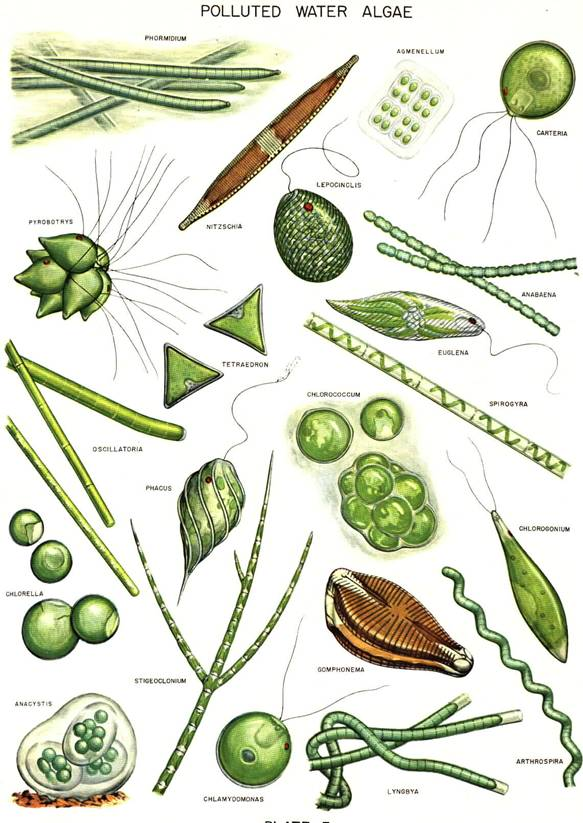 POLLUTED WATER ALGAE
PHORMIDIUM
AGMENELLUM
CARTERIA
NITZSCHIA
LEPOCINCLIS
PYROBOTRYS
ANABAENA
TETRAEDRON
EUGLENA
SPIROGYRA
CHLOROCOCCUM
OSCILLATORIA
PHACUS
CHLOROGONIUM
CHLORELLA
GOMPHONEMA
STIGEOCLONIUM
ANACYSTIS
ARTHROSPIRA
LYNGBYA
CHLAMYDOMONAS